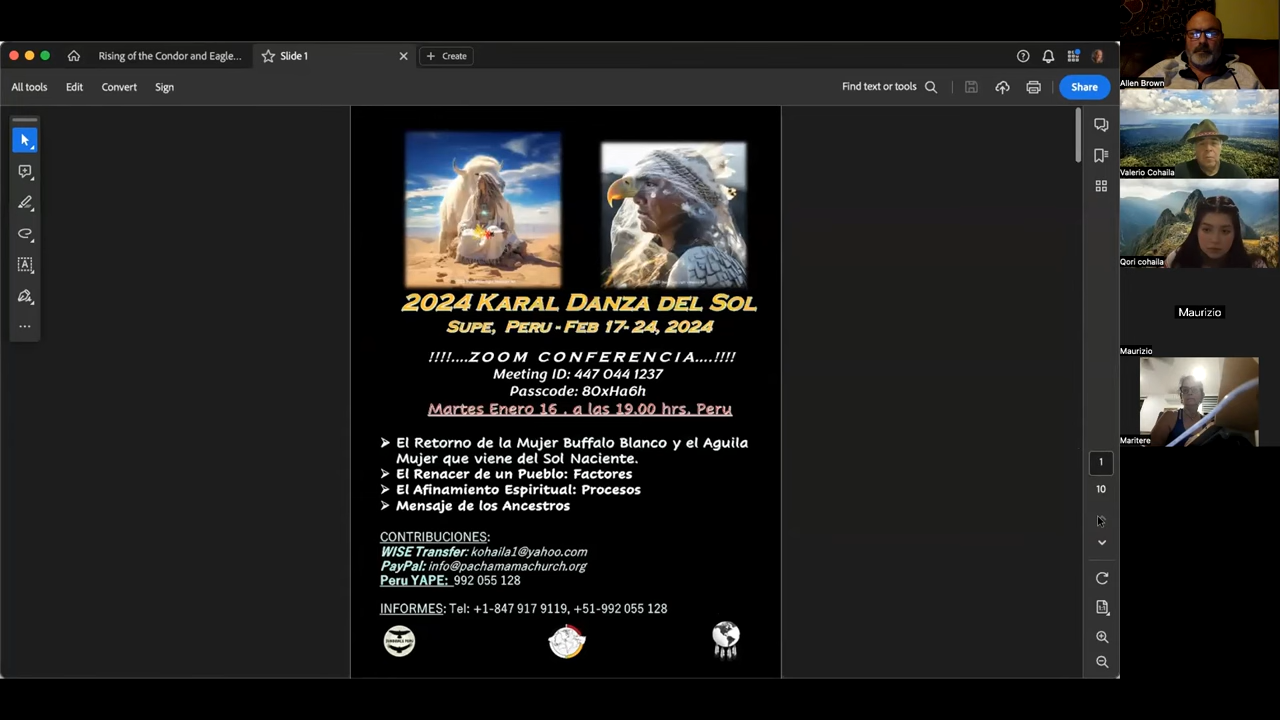 Rising of the Condor and Eagle...
Slide 1
Create
All tools
Edit
Convert
Sign
Find text or tools
Share
2024 Karal Danza del Sol
Supe, Peru - Feb 17-24, 2024
!!!!....ZOOM CONFERENCIA....!!!!
Meeting ID: 447 044 1237
Passcode: 80xHa6h
Martes Enero 16 , a las 19.00 hrs, Peru
➢ El Retorno de la Mujer Buffalo Blanco y el Aguila
Mujer que viene del Sol Naciente.
➢ El Renacer de un Pueblo: Factores
➢ El Afinamiento Espiritual: Procesos
➢ Mensaje de los Ancestros
CONTRIBUCIONES:
WISE Transfer: kohaila1@yahoo.com
PayPal: info@pachamamachurch.org
Peru YAPE: 992 055 128
INFORMES: Tel: +1-847 917 9119, +51-992 055 128
1
10
Allen Brown
Valerio Cohaila
Qori cohaila
Maurizio
Maurizio
Maritere